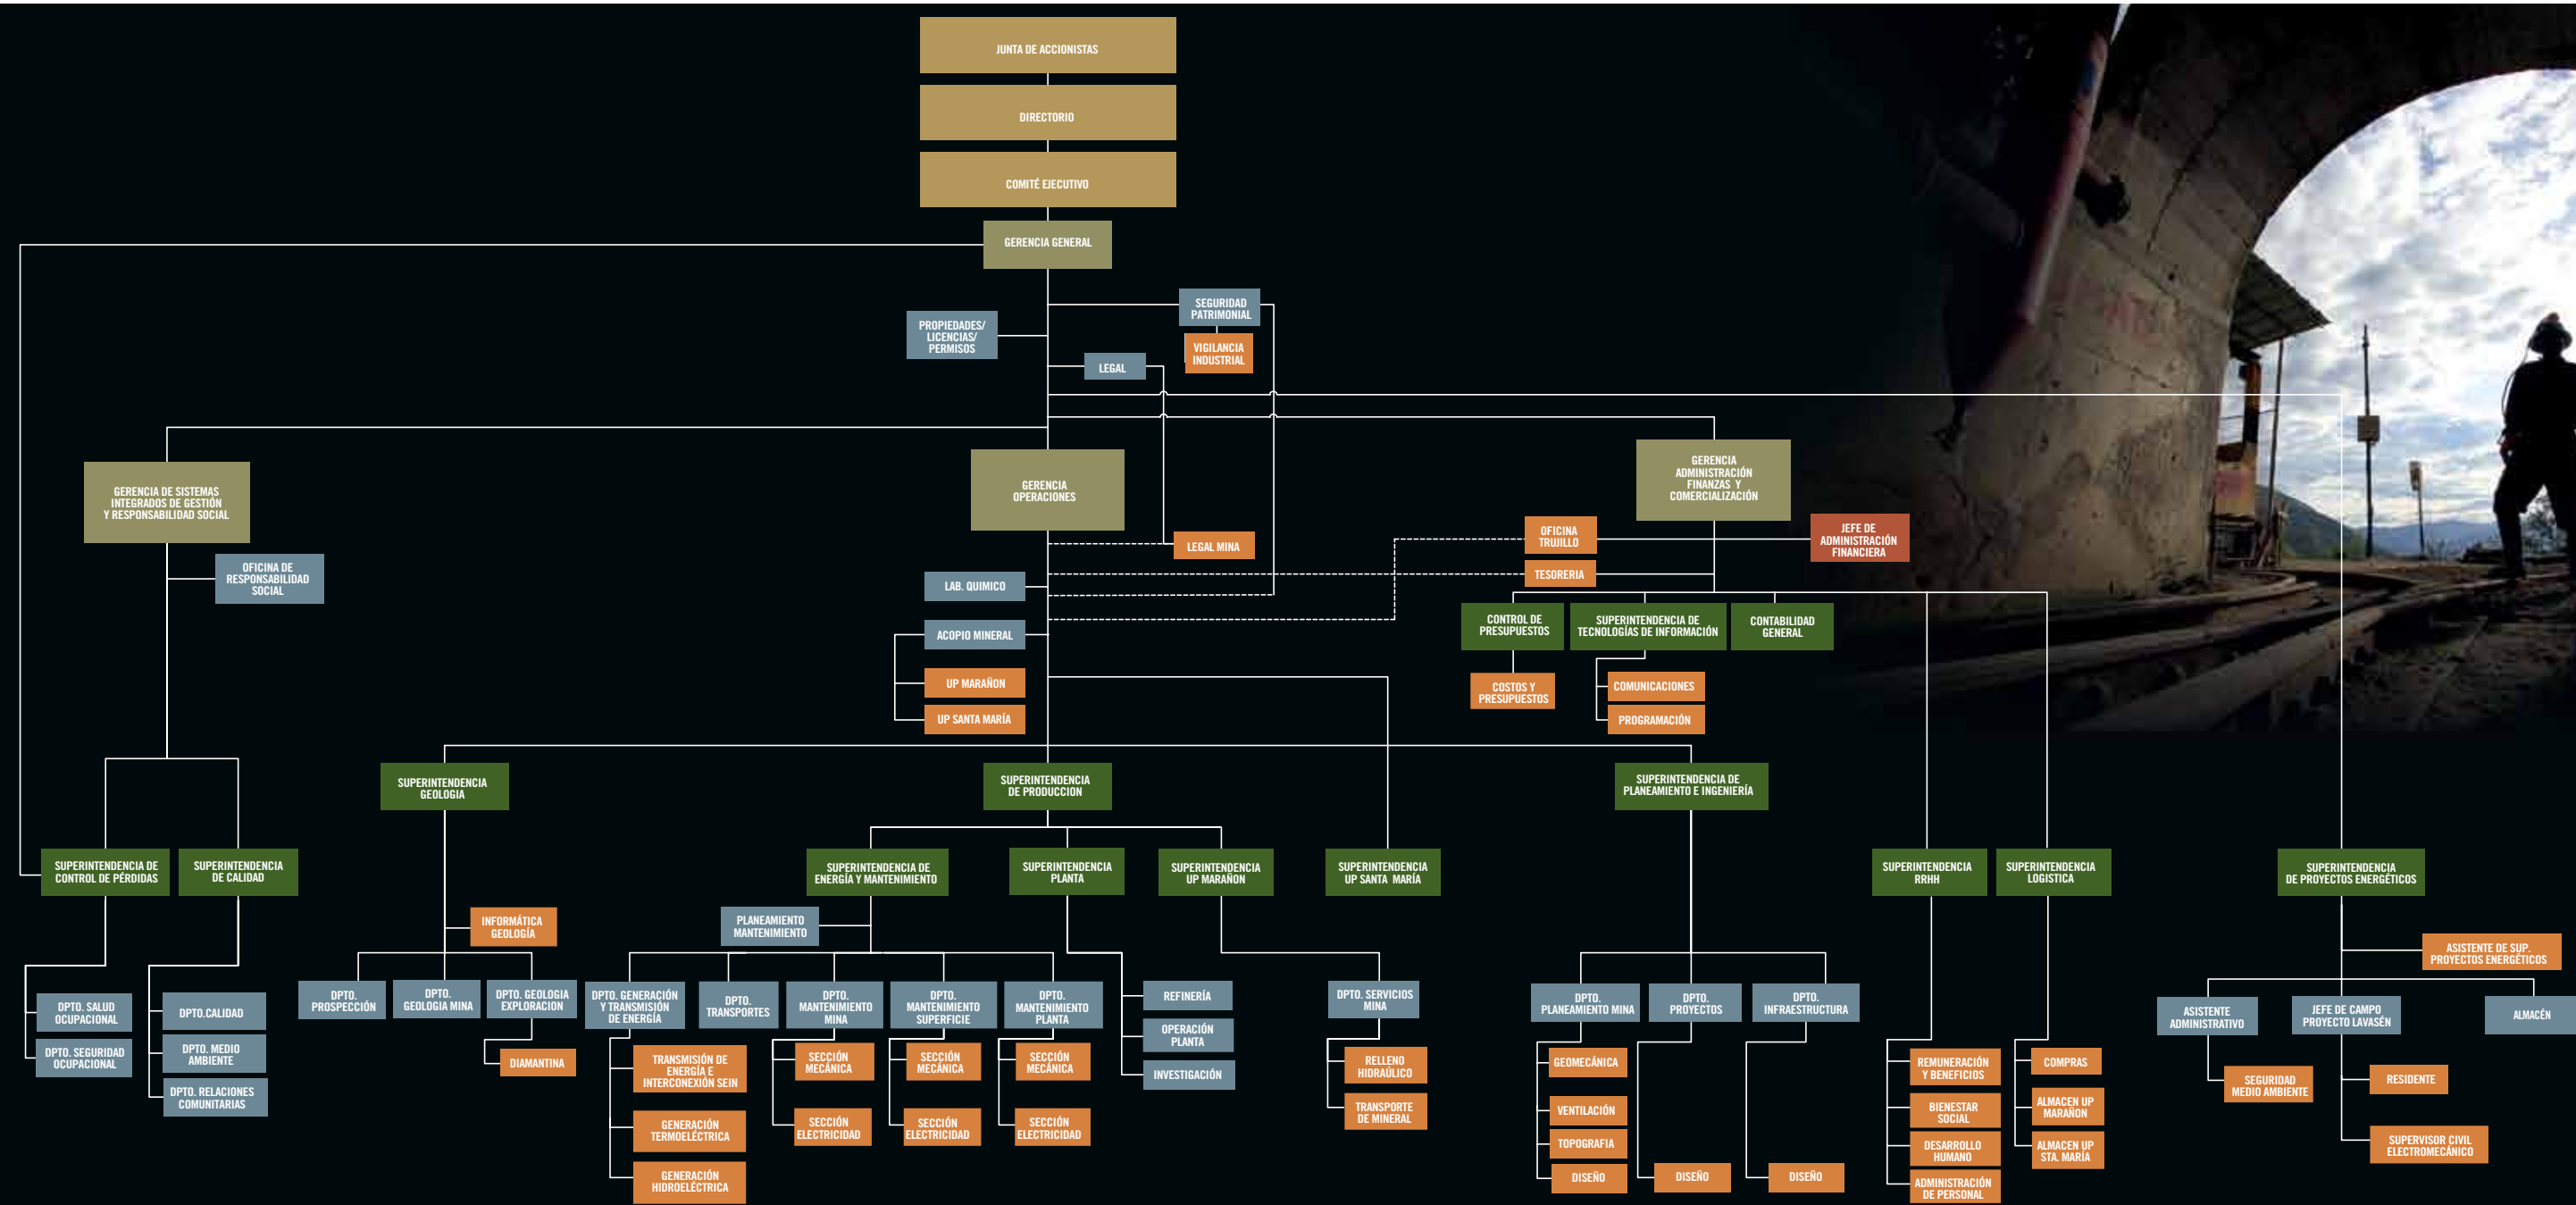 JUNTA DE ACCIONISTAS
DIRECTORIO
COMITÉ EJECUTIVO
GERENCIA GENERAL
SEGURIDAD
PATRIMONIAL
PROPIEDADES/
LICENCIAS/
PERMISOS
VIGILANCIA
INDUSTRIAL
LEGAL
GERENCIA DE SISTEMAS
INTEGRADOS DE GESTIÓN
Y RESPONSABILIDAD SOCIAL
GERENCIA
OPERACIONES
GERENCIA
ADMINISTRACIÓN
FINANZAS Y
COMERCIALIZACIÓN
OFICINA DE
RESPONSABILIDAD
SOCIAL
LEGAL MINA
OFICINA
TRUJILLO
JEFE DE
ADMINISTRACIÓN
FINANCIERA
TESORERIA
LAB. QUIMICO
ACOPIO MINERAL
UP MARAÑON
UP SANTA MARÍA
CONTROL DE
PRESUPUESTOS
SUPERINTENDENCIA DE
TECNOLOGÍAS DE INFORMACIÓN
CONTABILIDAD
GENERAL
COSTOS Y
PRESUPUESTOS
COMUNICACIONES
PROGRAMACIÓN
SUPERINTENDENCIA
GEOLOGIA
SUPERINTENDENCIA
DE PRODUCCION
SUPERINTENDENCIA DE
PLANEAMIENTO E INGENIERÍA
SUPERINTENDENCIA DE
CONTROL DE PÉRDIDAS
SUPERINTENDENCIA
DE CALIDAD
SUPERINTENDENCIA DE
ENERGÍA Y MANTENIMIENTO
SUPERINTENDENCIA
PLANTA
SUPERINTENDENCIA
UP MARAÑON
SUPERINTENDENCIA
UP SANTA MARÍA
SUPERINTENDENCIA
RRHH
SUPERINTENDENCIA
LOGISTICA
SUPERINTENDENCIA
DE PROYECTOS ENERGÉTICOS
INFORMÁTICA
GEOLOGÍA
PLANEAMIENTO
MANTENIMIENTO
ASISTENTE DE SUP.
PROYECTOS ENERGÉTICOS
DPTO. SALUD
OCUPACIONAL
DPTO. SEGURIDAD
OCUPACIONAL
DPTO.CALIDAD
DPTO. MEDIO
AMBIENTE
DPTO. RELACIONES
COMUNITARIAS
DPTO.
PROSPECCIÓN
DPTO.
GEOLOGIA MINA
DPTO. GEOLOGIA
EXPLORACION
DIAMANTINA
DPTO. GENERACIÓN
Y TRANSMISIÓN
DE ENERGÍA
DPTO.
TRANSPORTES
DPTO.
MANTENIMIENTO
MINA
DPTO.
MANTENIMIENTO
SUPERFICIE
DPTO.
MANTENIMIENTO
PLANTA
TRANSMISIÓN DE
ENERGÍA E
INTERCONEXIÓN SEIN
GENERACIÓN
TERMOELÉCTRICA
GENERACIÓN
HIDROELÉCTRICA
SECCIÓN
MECÁNICA
SECCIÓN
ELECTRICIDAD
SECCIÓN
MECÁNICA
SECCIÓN
ELECTRICIDAD
SECCIÓN
MECÁNICA
SECCIÓN
ELECTRICIDAD
REFINERÍA
OPERACIÓN
PLANTA
INVESTIGACIÓN
DPTO. SERVICIOS
MINA
RELLENO
HIDRAÚLICO
TRANSPORTE
DE MINERAL
DPTO.
PLANEAMIENTO MINA
DPTO.
PROYECTOS
DPTO.
INFRAESTRUCTURA
GEOMECÁNICA
VENTILACIÓN
TOPOGRAFIA
DISEÑO
DISEÑO
DISEÑO
REMUNERACIÓN
Y BENEFICIOS
BIENESTAR
SOCIAL
DESARROLLO
HUMANO
ADMINISTRACIÓN
DE PERSONAL
COMPRAS
ALMACEN UP
MARAÑON
ALMACEN UP
STA. MARÍA
ASISTENTE
ADMINISTRATIVO
JEFE DE CAMPO
PROYECTO LAVASÉN
ALMACÉN
SEGURIDAD
MEDIO AMBIENTE
RESIDENTE
SUPERVISOR CIVIL
ELECTROMECÁNICO